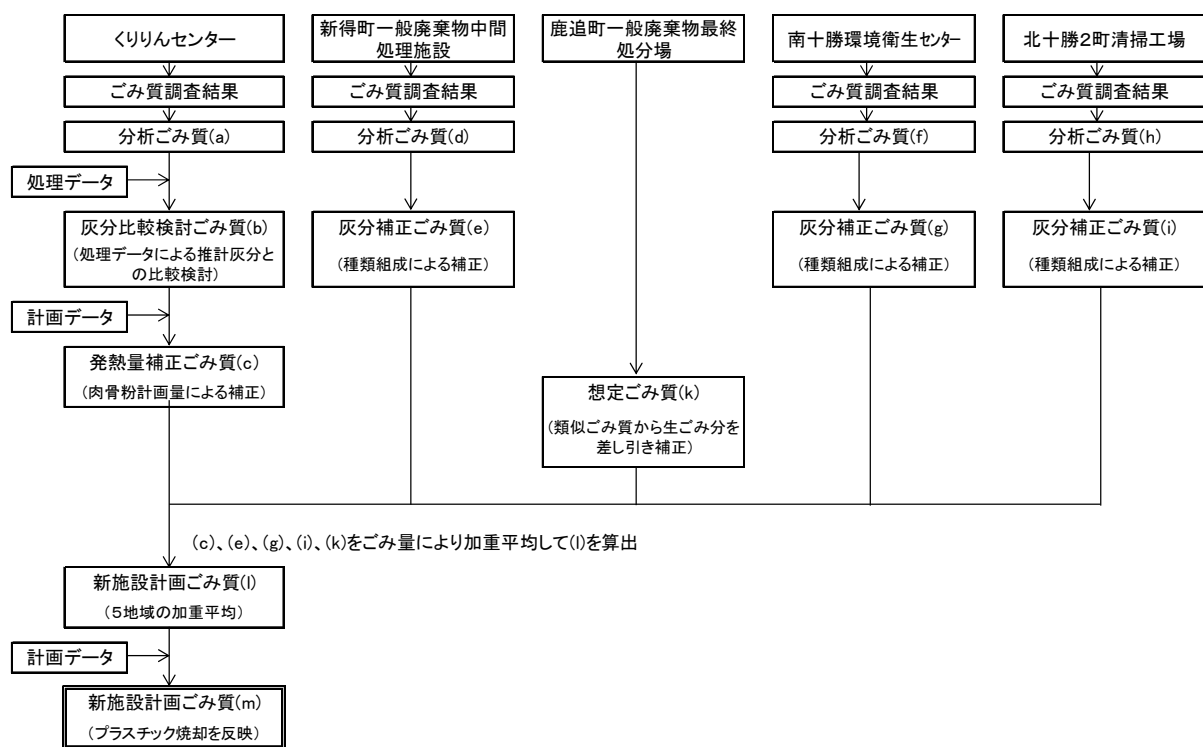 くりりんセンター
新得町一般廃棄物中間
処理施設
鹿追町一般廃棄物最終
処分場
南十勝環境衛生センター
北十勝2町清掃工場
ごみ質調査結果
ごみ質調査結果
ごみ質調査結果
ごみ質調査結果
分析ごみ質(a)
分析ごみ質(d)
分析ごみ質(f)
分析ごみ質(h)
処理データ
灰分比較検討ごみ質(b)
(処理データによる推計灰分と
の比較検討)
灰分補正ごみ質(e)
(種類組成による補正)
灰分補正ごみ質(g)
(種類組成による補正)
灰分補正ごみ質(i)
(種類組成による補正)
計画データ
発熱量補正ごみ質(c)
(肉骨粉計画量による補正)
想定ごみ質(k)
(類似ごみ質から生ごみ分を
差し引き補正)
(c)、(e)、(g)、(i)、(k)をごみ量により加重平均して(l)を算出
新施設計画ごみ質(l)
(5地域の加重平均)
計画データ
新施設計画ごみ質(m)
(プラスチック焼却を反映)